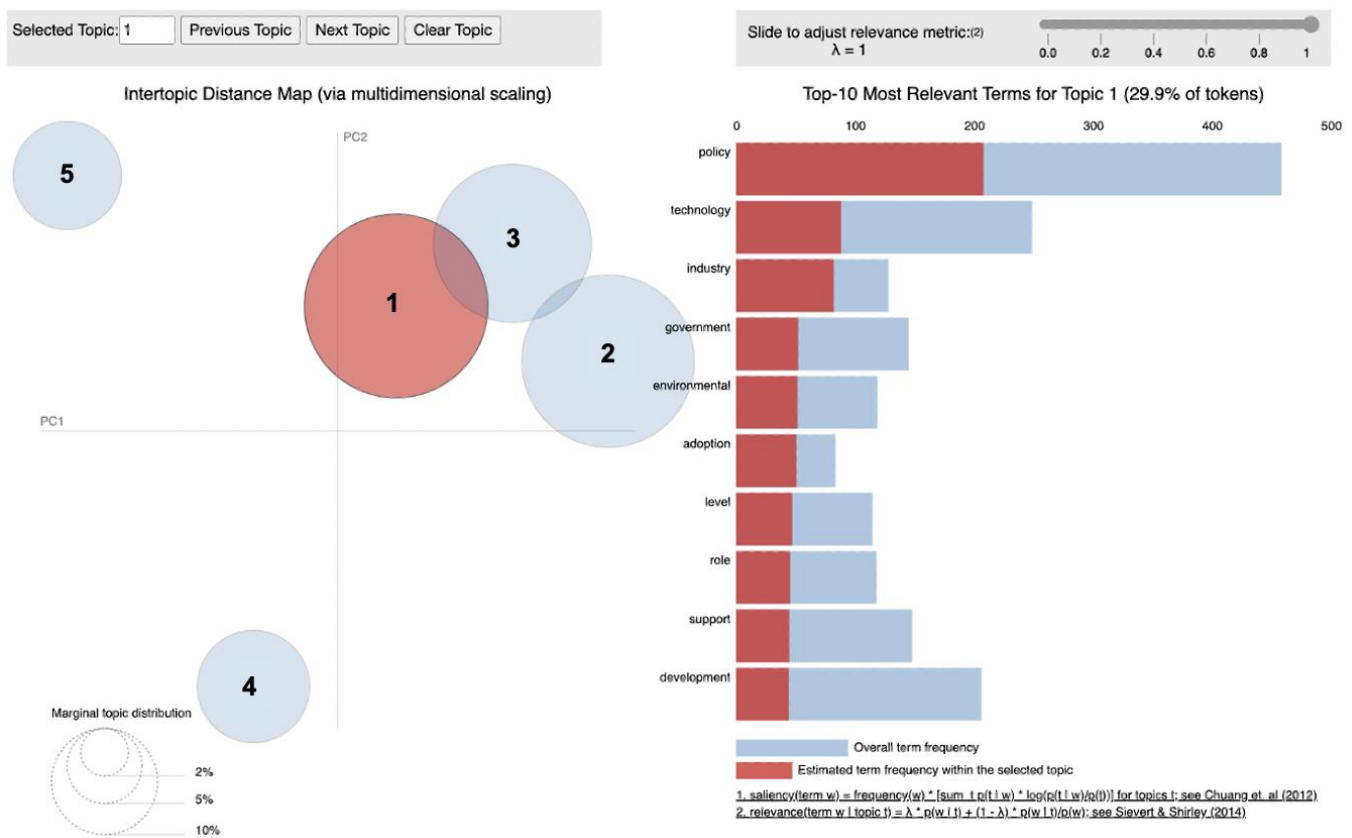 Selected Topic: 1 Previous Topic Next Topic Clear Topic
Slide to adjust relevance metric:(2)
λ = 1
0.0 0.2 0.4 0.6 0.8 1
Intertopic Distance Map (via multidimensional scaling)
PC2
PC1
5
3
1
2
4
Marginal topic distribution
2%
5%
10%
Top-10 Most Relevant Terms for Topic 1 (29.9% of tokens)
0 100 200 300 400 500
policy
technology
industry
government
environmental
adoption
level
role
support
development
Overall term frequency
Estimated term frequency within the selected topic
1. saliency(term w) = frequency(w) * [sum_t p(t | w) * log(p(t | w)/p(t))] for topics t; see Chuang et. al (2012)
2. relevance(term w | topic t) = λ * p(w | t) + (1 - λ) * p(w | t)/p(w); see Sievert & Shirley (2014)